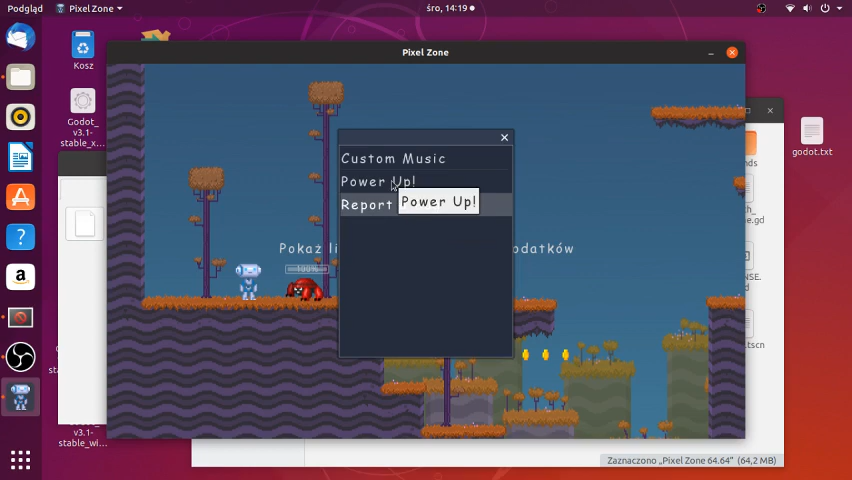 Podgląd
Pixel Zone
śro, 14:19
Kosz
Godot_
v3.1-
stable_x...
Godot_
v3.1-
stable_wi...
Pixel Zone
Custom Music
Power Up!
Report
Power Up!
Pokaż
odatków
100%
godot.txt
.gd
.tscn
Zaznaczono „Pixel Zone 64.64” (64,2 MB)